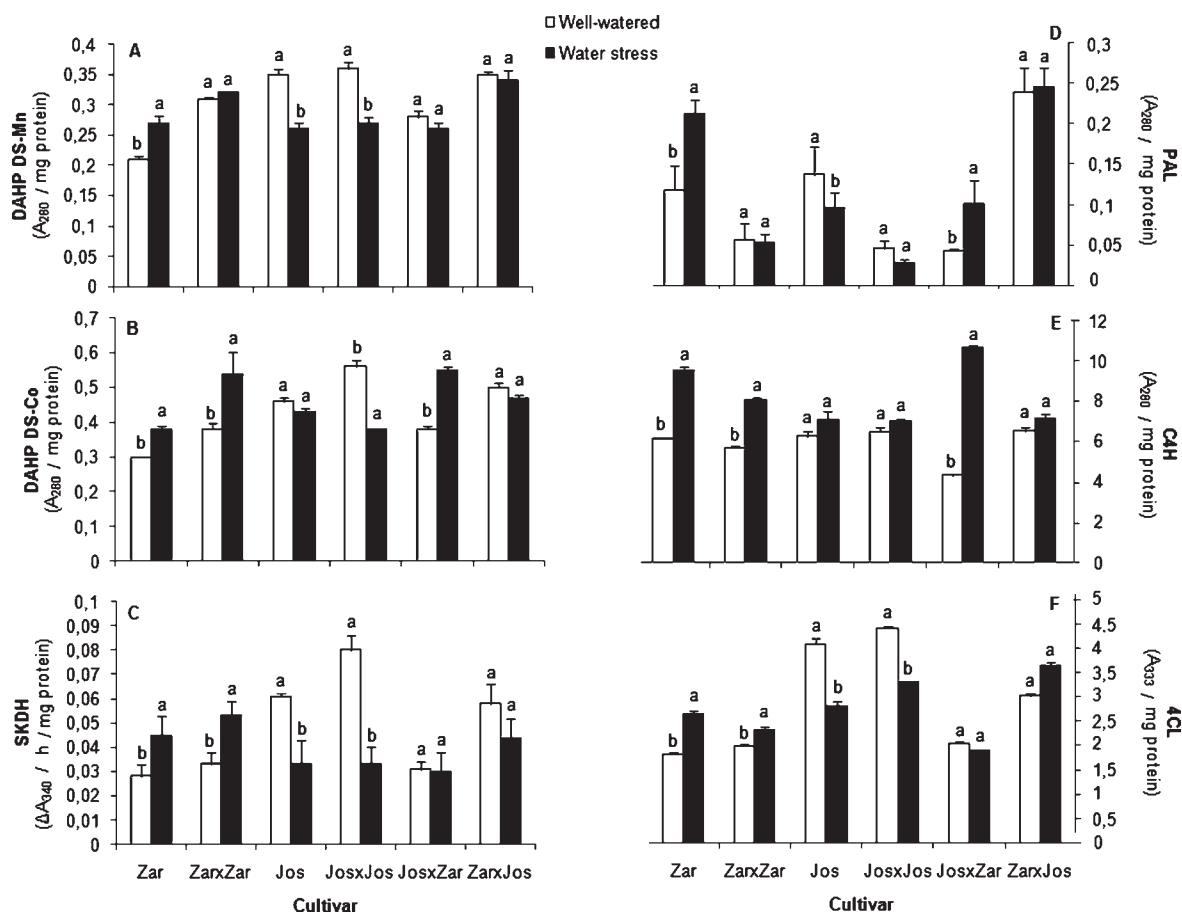 Well-watered
Water stress
A
0,4
0,35
0,3
0,25
0,2
0,15
0,1
0,05
0
DAHP DS-Mn
(A280 / mg protein)
b a a a a b a b a a a a
D
0,3
0,25
0,2
0,15
0,1
0,05
0
PAL
(A280 / mg protein)
b a a a a b a a b a a a
B
0,7
0,6
0,5
0,4
0,3
0,2
0,1
0
DAHP DS-Co
(A280 / mg protein)
b a b a a a b a b a a a
E
12
10
8
6
4
2
0
C4H
(A280 / mg protein)
b a b a a a a a b a a a
C
0,1
0,09
0,08
0,07
0,06
0,05
0,04
0,03
0,02
0,01
0
SKDH
(ΔA340 / h / mg protein)
b a b a a b a b a a a a
F
5
4,5
4
3,5
3
2,5
2
1,5
1
0,5
0
4CL
(A333 / mg protein)
b a b a a b a b a a a a
Zar ZarxZar Jos JosxJos JosxZar ZarxJos
Cultivar
Zar ZarxZar Jos JosxJos JosxZar ZarxJos
Cultivar